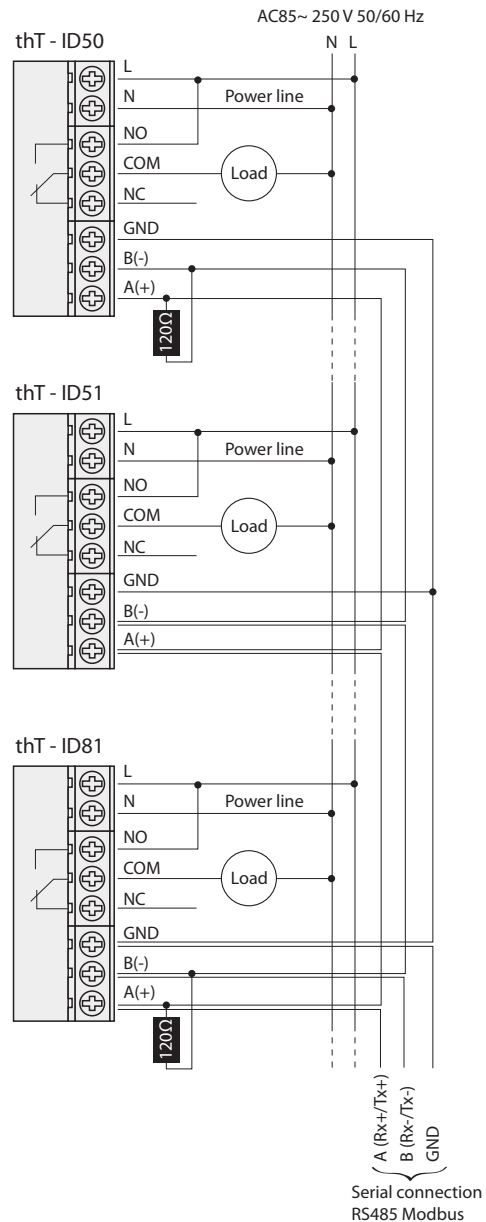 AC85~ 250 V 50/60 Hz
N L
thT - ID50
L
N Power line
NO
COM Load
NC
GND
B(-)
A(+)
120Ω
thT - ID51
L
N Power line
NO
COM Load
NC
GND
B(-)
A(+)
thT - ID81
L
N Power line
NO
COM Load
NC
GND
B(-)
A(+)
120Ω
A (Rx+/Tx+)
B (Rx-/Tx-)
GND
Serial connection
RS485 Modbus